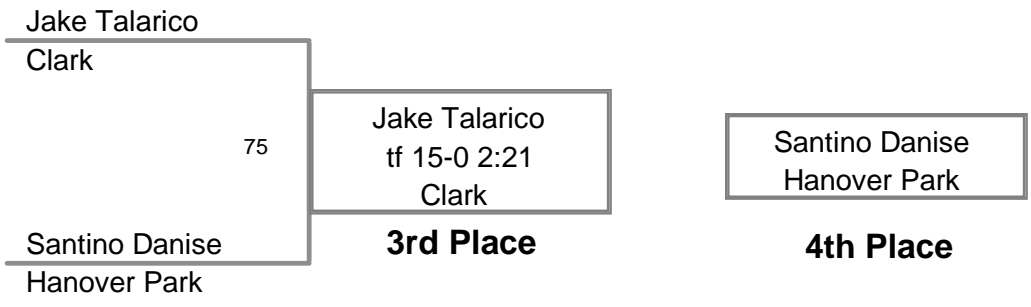 Jake Talarico
Clark
75
Jake Talarico
tf 15-0 2:21
Clark
3rd Place
Santino Danise
Hanover Park
4th Place
Santino Danise
Hanover Park